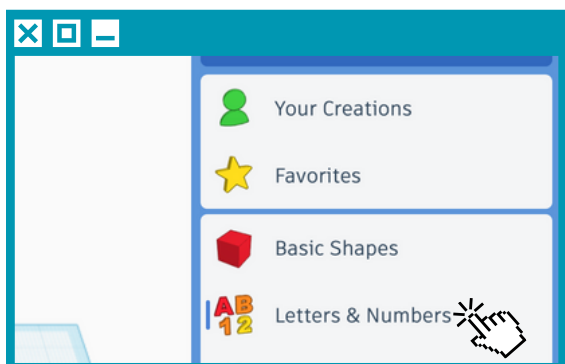 Your Creations
Favorites
Basic Shapes
AB
12
Letters & Numbers